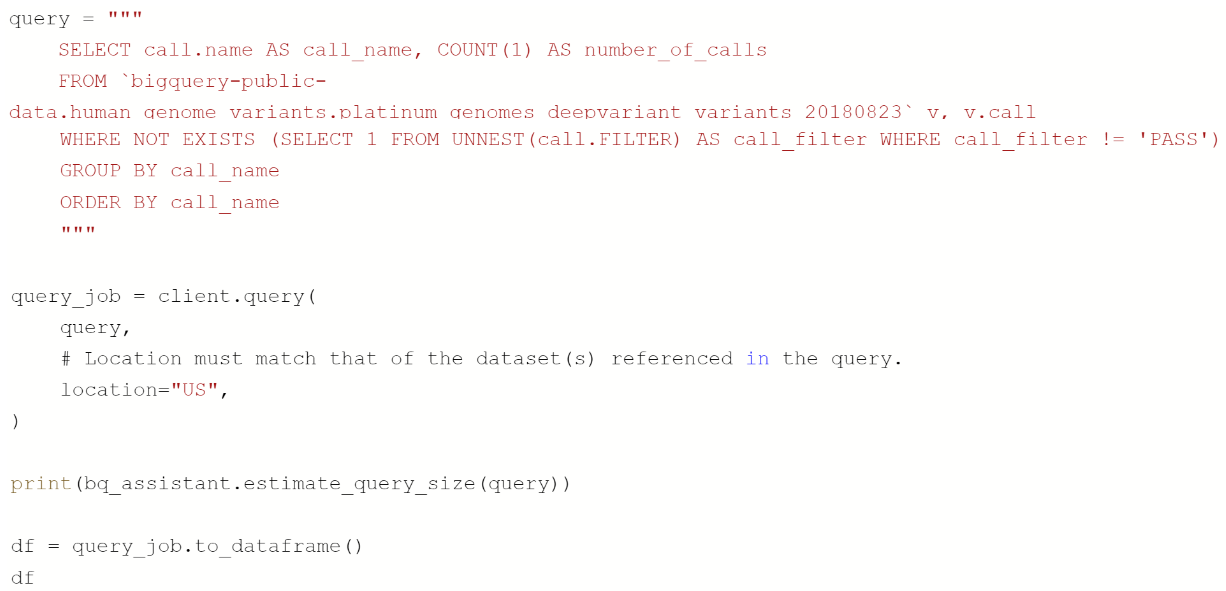 query = """
    SELECT call.name AS call_name, COUNT(1) AS number_of_calls
    FROM `bigquery-public-
data.human_genome_variants.platinum_genomes_deepvariant_variants_20180823` v, v.call
    WHERE NOT EXISTS (SELECT 1 FROM UNNEST(call.FILTER) AS call_filter WHERE call_filter != 'PASS')
    GROUP BY call_name
    ORDER BY call_name
    """

query_job = client.query(
    query,
    # Location must match that of the dataset(s) referenced in the query.
    location="US",
)

print(bq_assistant.estimate_query_size(query))

df = query_job.to_dataframe()
df